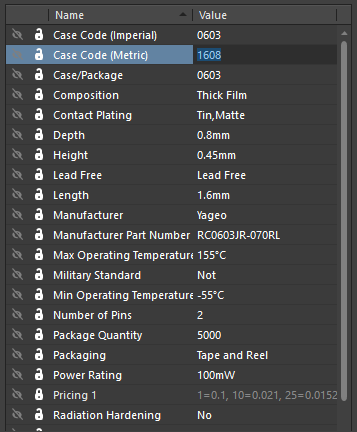 Name Value
Case Code (Imperial) 0603
Case Code (Metric) 1608
Case/Package 0603
Composition Thick Film
Contact Plating Tin,Matte
Depth 0.8mm
Height 0.45mm
Lead Free Lead Free
Length 1.6mm
Manufacturer Yageo
Manufacturer Part Number RC0603JR-070RL
Max Operating Temperature 155°C
Military Standard Not
Min Operating Temperature -55°C
Number of Pins 2
Package Quantity 5000
Packaging Tape and Reel
Power Rating 100mW
Pricing 1 1=0.1, 10=0.021, 25=0.0152
Radiation Hardening No